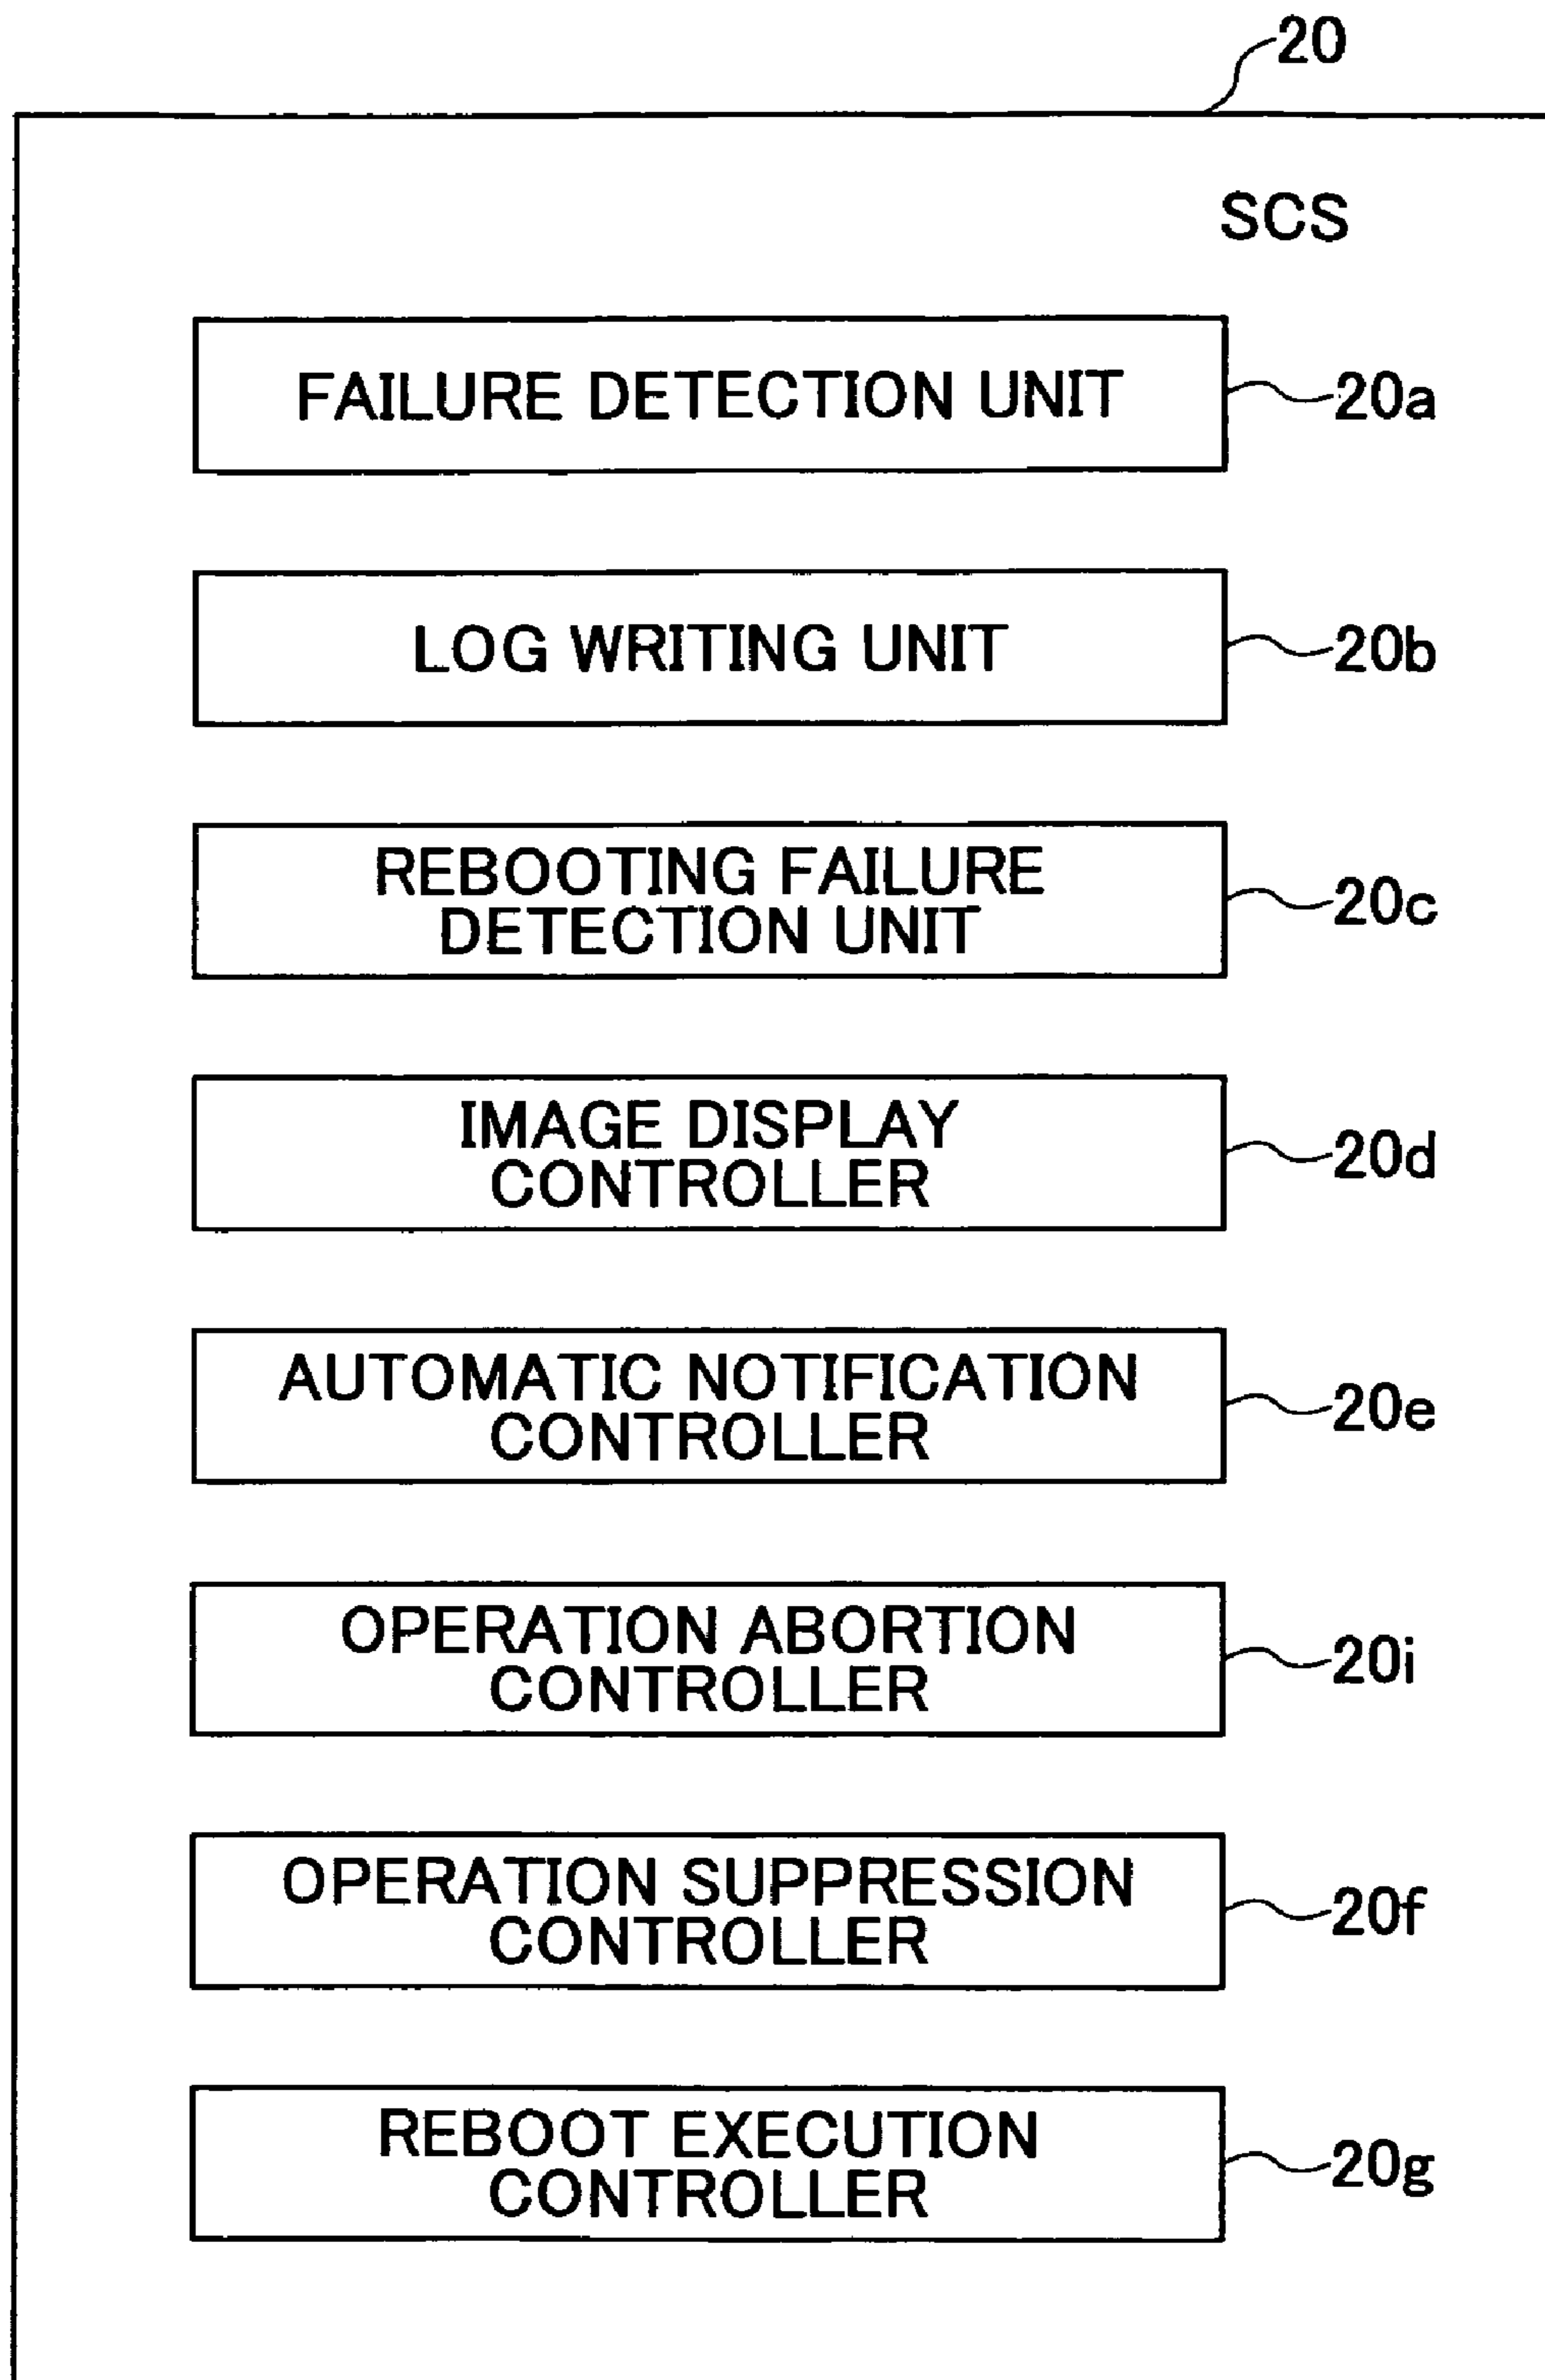 20
SCS
FAILURE DETECTION UNIT
20a
LOG WRITING UNIT
20b
REBOOTING FAILURE
DETECTION UNIT
20c
IMAGE DISPLAY
CONTROLLER
20d
AUTOMATIC NOTIFICATION
CONTROLLER
20e
OPERATION ABORTION
CONTROLLER
20i
OPERATION SUPPRESSION
CONTROLLER
20f
REBOOT EXECUTION
CONTROLLER
20g